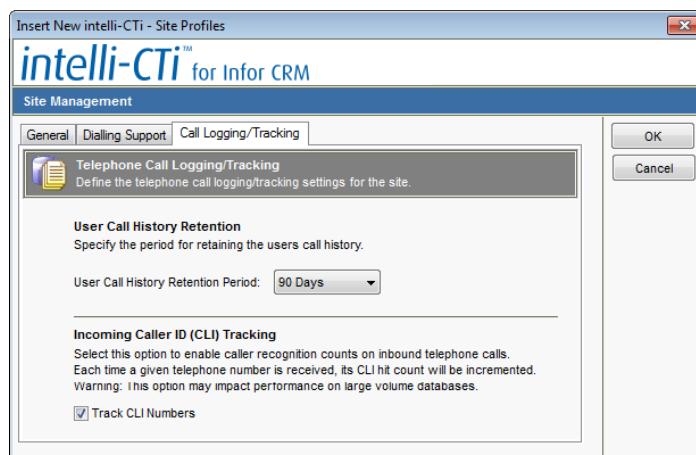 Insert New intelli-CTi - Site Profiles
intelli-CTi™ for Infor CRM
Site Management
General Dialling Support Call Logging/Tracking
OK
Cancel
Telephone Call Logging/Tracking
Define the telephone call logging/tracking settings for the site.
User Call History Retention
Specify the period for retaining the users call history.
User Call History Retention Period: 90 Days
Incoming Caller ID (CLI) Tracking
Select this option to enable caller recognition counts on inbound telephone calls.
Each time a given telephone number is received, its CLI hit count will be incremented.
Warning: This option may impact performance on large volume databases.
Track CLI Numbers